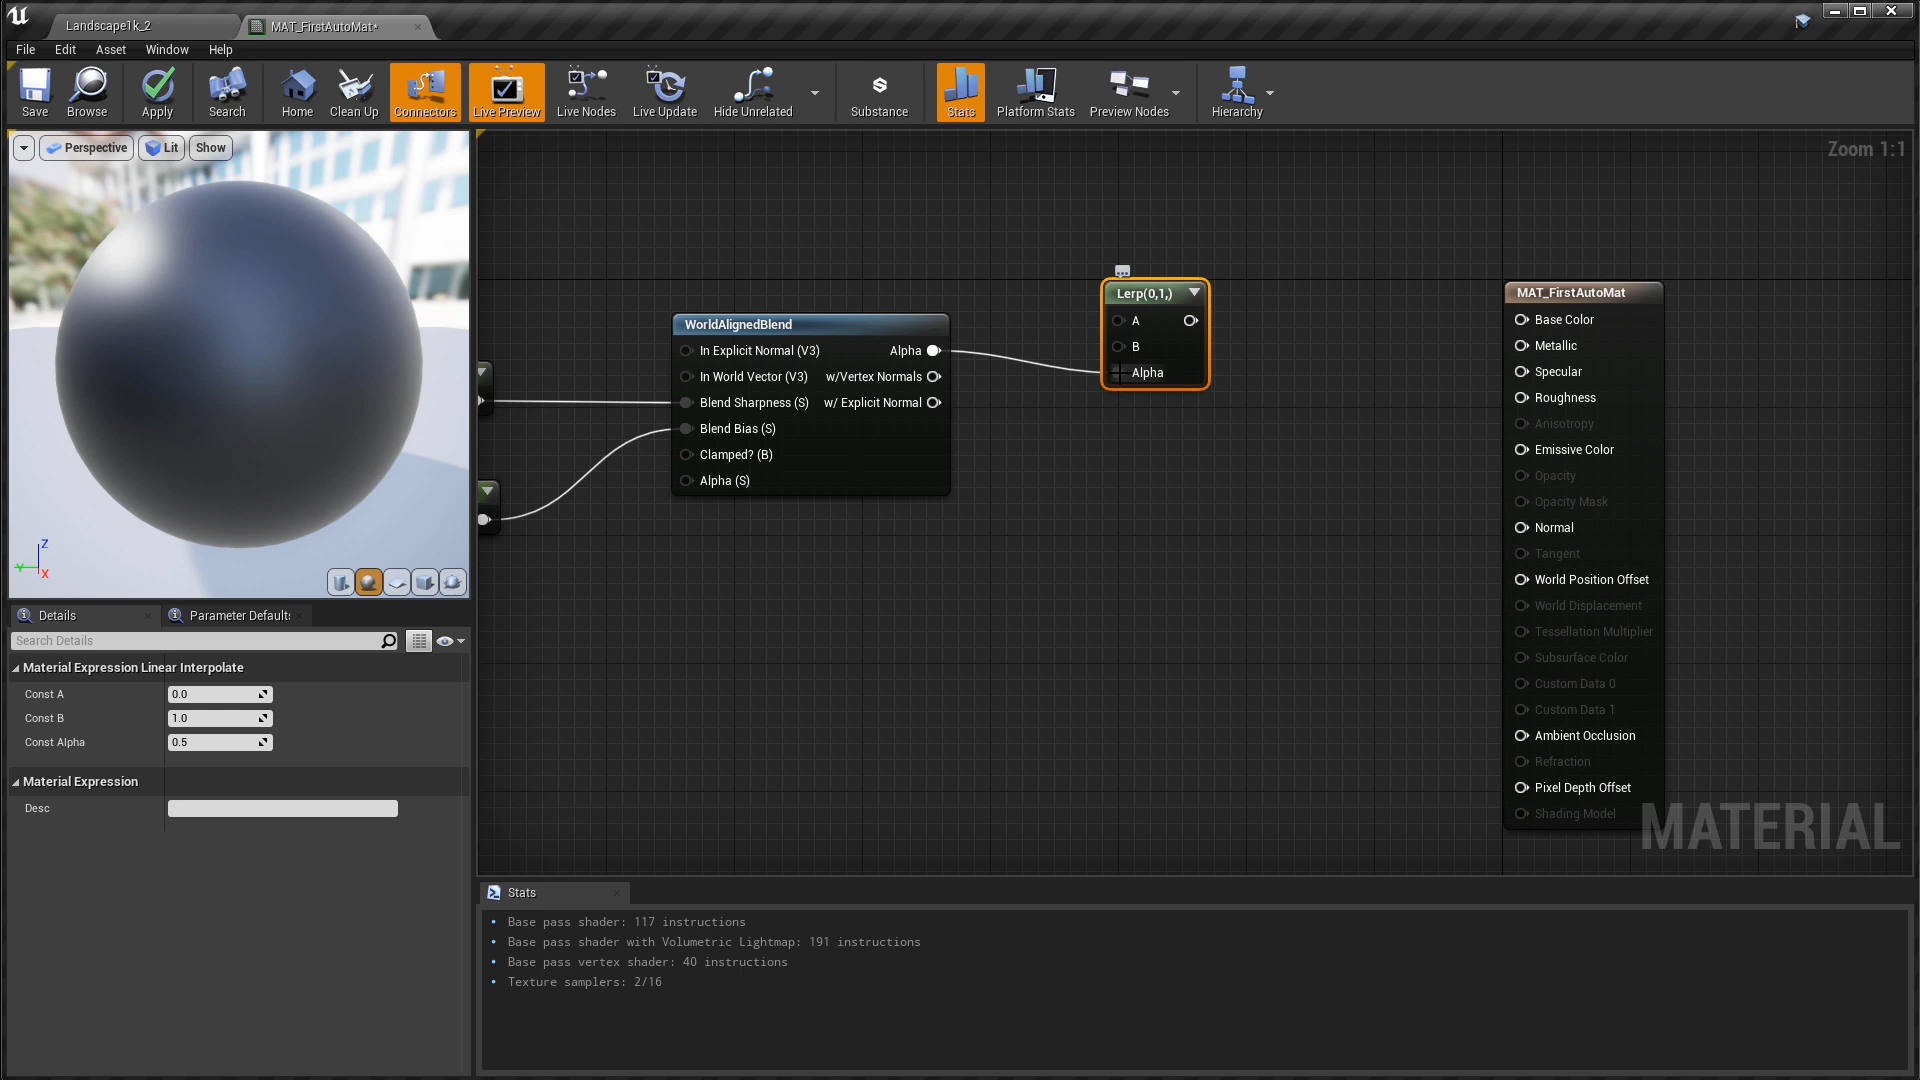 Landscape1k_2
MAT_FirstAutoMat*
File Edit Asset Window Help
Save Browse Apply Search Home Clean Up Connectors Live Preview Live Nodes Live Update Hide Unrelated Substance Stats Platform Stats Preview Nodes Hierarchy
Perspective Lit Show
Zoom 1:1
Z
Y
X
WorldAlignedBlend
In Explicit Normal (V3) Alpha
In World Vector (V3) w/Vertex Normals
Blend Sharpness (S) w/ Explicit Normal
Blend Bias (S)
Clamped? (B)
Alpha (S)
Lerp(0,1,)
A
B
Alpha
MAT_FirstAutoMat
Base Color
Metallic
Specular
Roughness
Anisotropy
Emissive Color
Opacity
Opacity Mask
Normal
Tangent
World Position Offset
World Displacement
Tessellation Multiplier
Subsurface Color
Custom Data 0
Custom Data 1
Ambient Occlusion
Refraction
Pixel Depth Offset
Shading Model
MATERIAL
Details Parameter Defaults
Search Details
Material Expression Linear Interpolate
Const A 0.0
Const B 1.0
Const Alpha 0.5
Material Expression
Desc
Stats
Base pass shader: 117 instructions
Base pass shader with Volumetric Lightmap: 191 instructions
Base pass vertex shader: 40 instructions
Texture samplers: 2/16